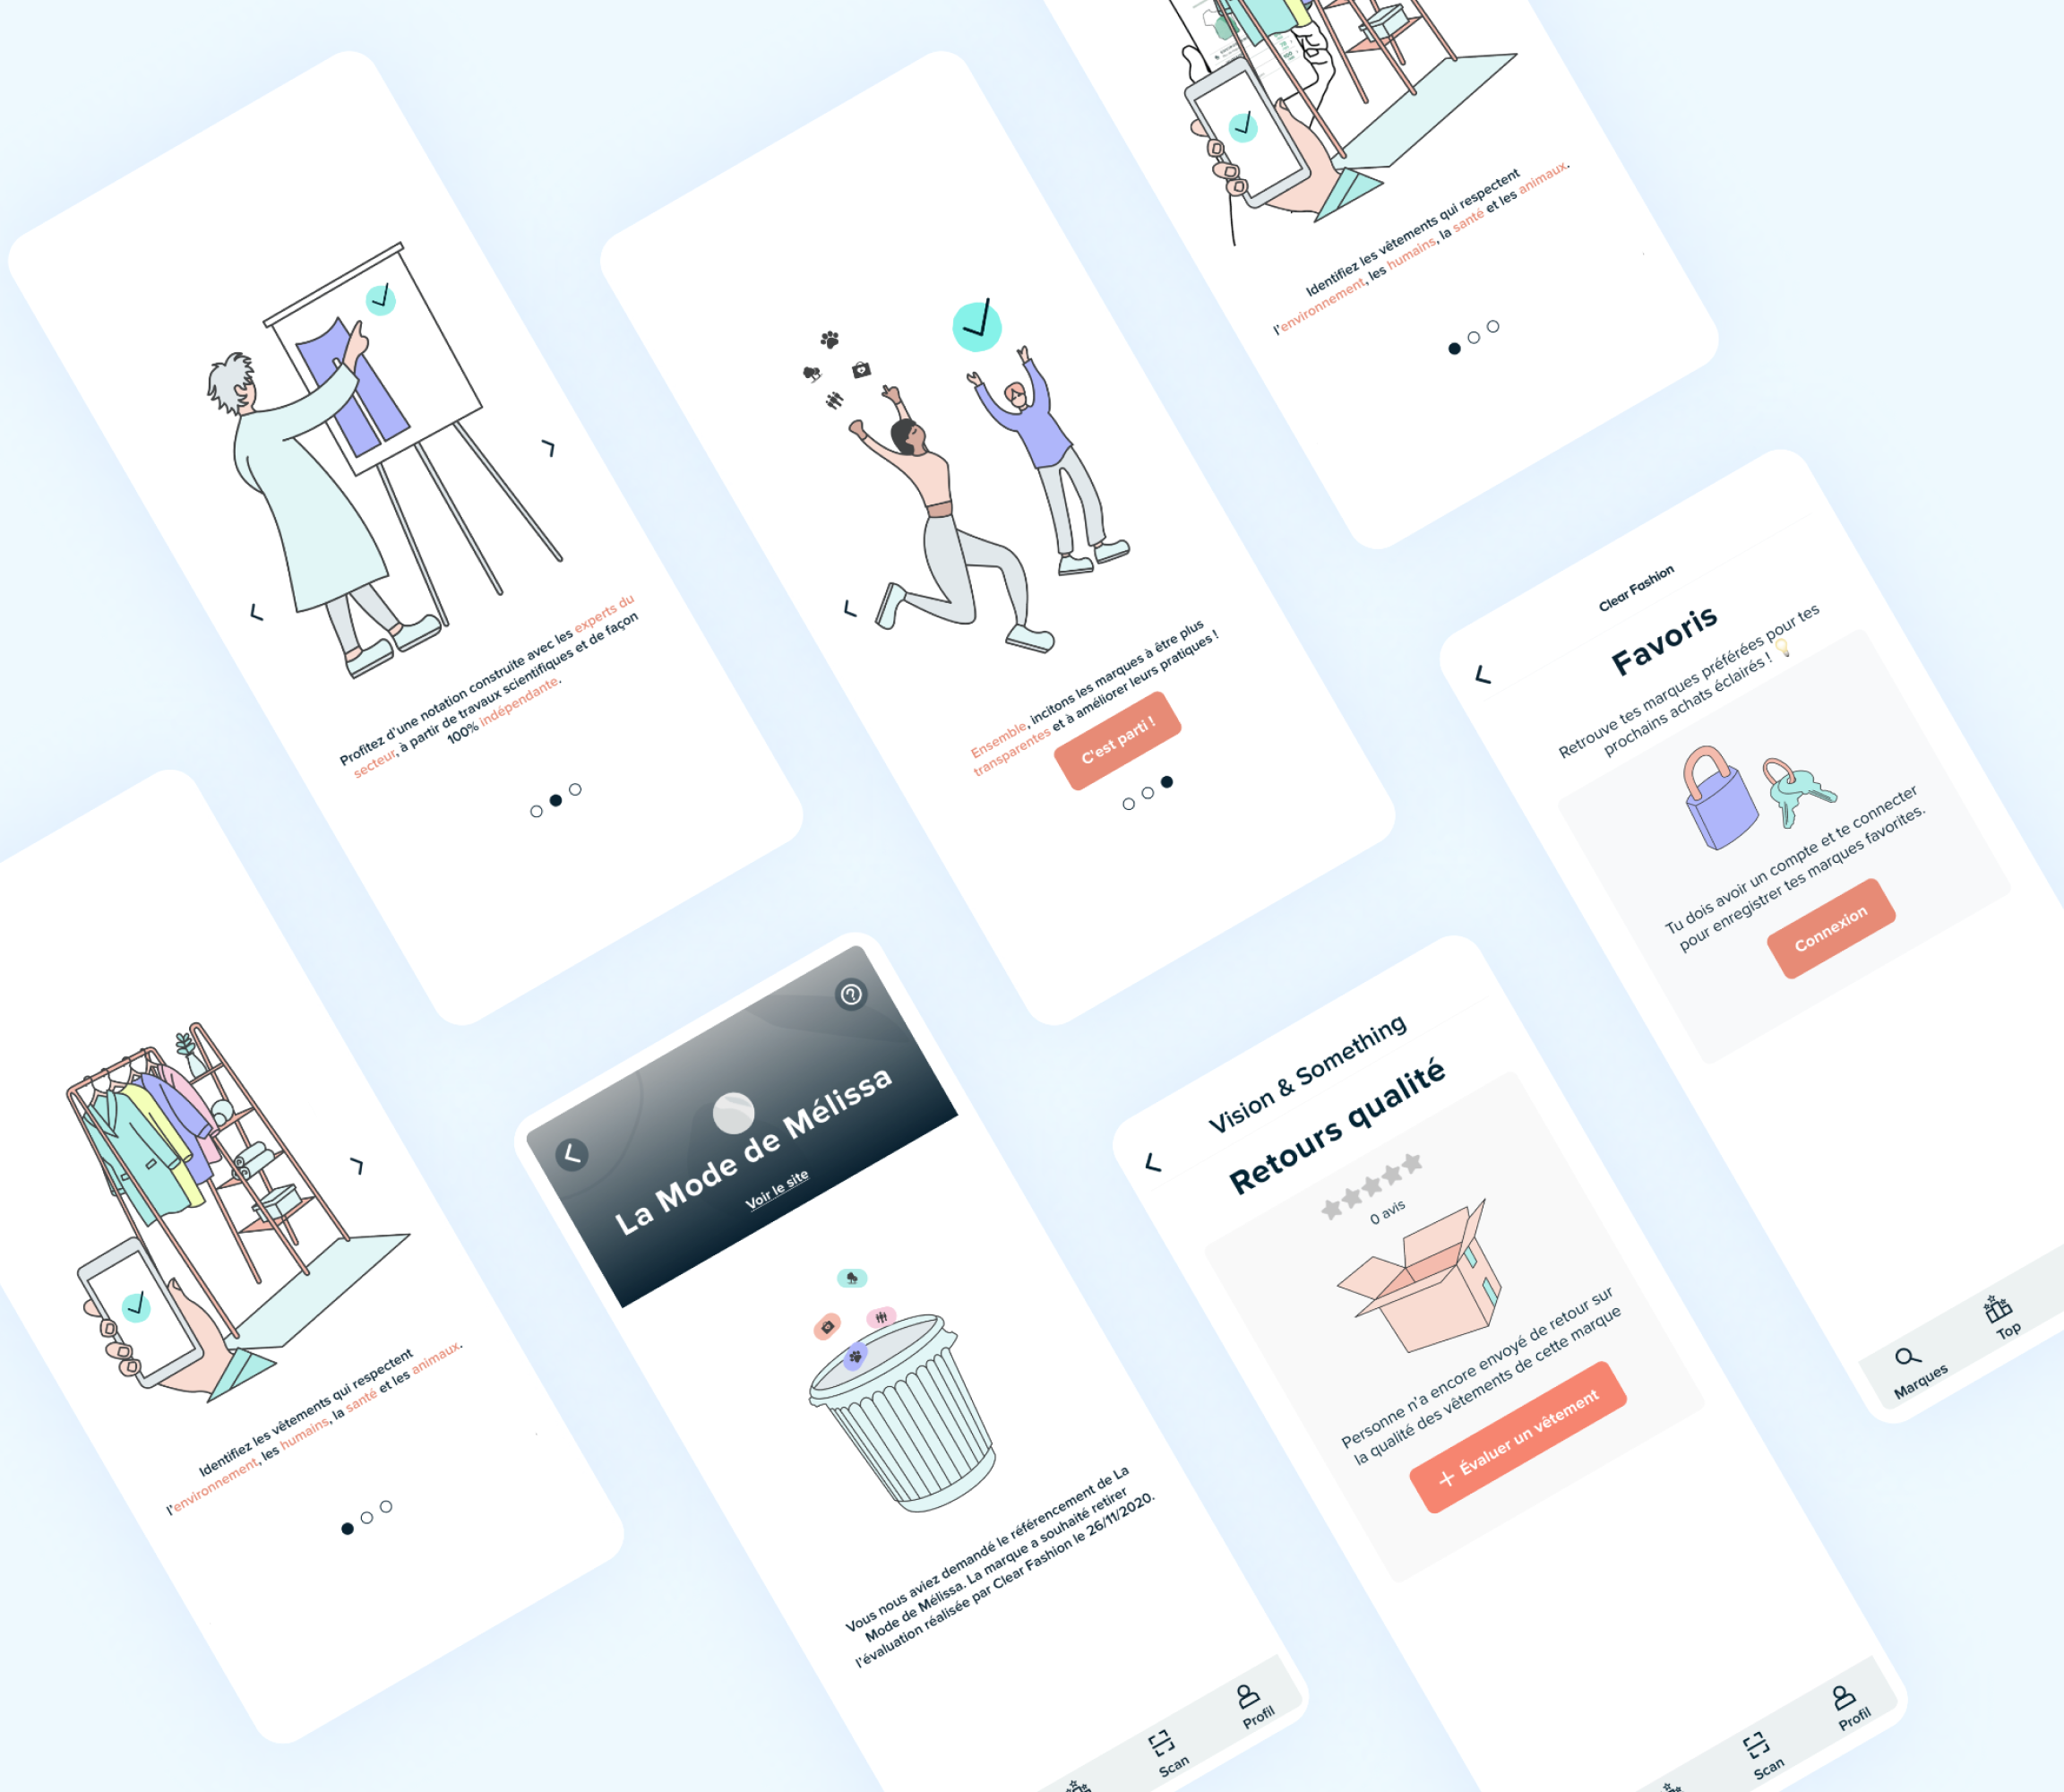 Profitez d'une notation construite avec les experts du
secteur, à partir de travaux scientifiques et de façon
100% indépendante.
Ensemble, incitons les marques à être plus
transparentes et à améliorer leurs pratiques !
C'est parti !
Identifiez les vêtements qui respectent
l'environnement, les humains, la santé et les animaux.
Clear Fashion
Favoris
Retrouve tes marques préférées pour tes
prochains achats éclairés ! 💡
Tu dois avoir un compte et te connecter
pour enregistrer tes marques favorites.
Connexion
Marques
Top
Identifiez les vêtements qui respectent
l'environnement, les humains, la santé et les animaux.
La Mode de Mélissa
Voir le site
Vous nous aviez demandé le référencement de La
Mode de Mélissa. La marque a souhaité retirer
l'évaluation réalisée par Clear Fashion le 26/11/2020.
Scan
Profil
Vision & Something
Retours qualité
0 avis
Personne n'a encore envoyé de retour sur
la qualité des vêtements de cette marque
+ Évaluer un vêtement
Scan
Profil